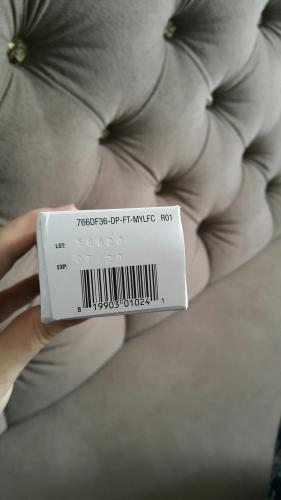 766DF36-DP-FT-MYLFC R01
LOT:
EXP:
8 19903 01024 1